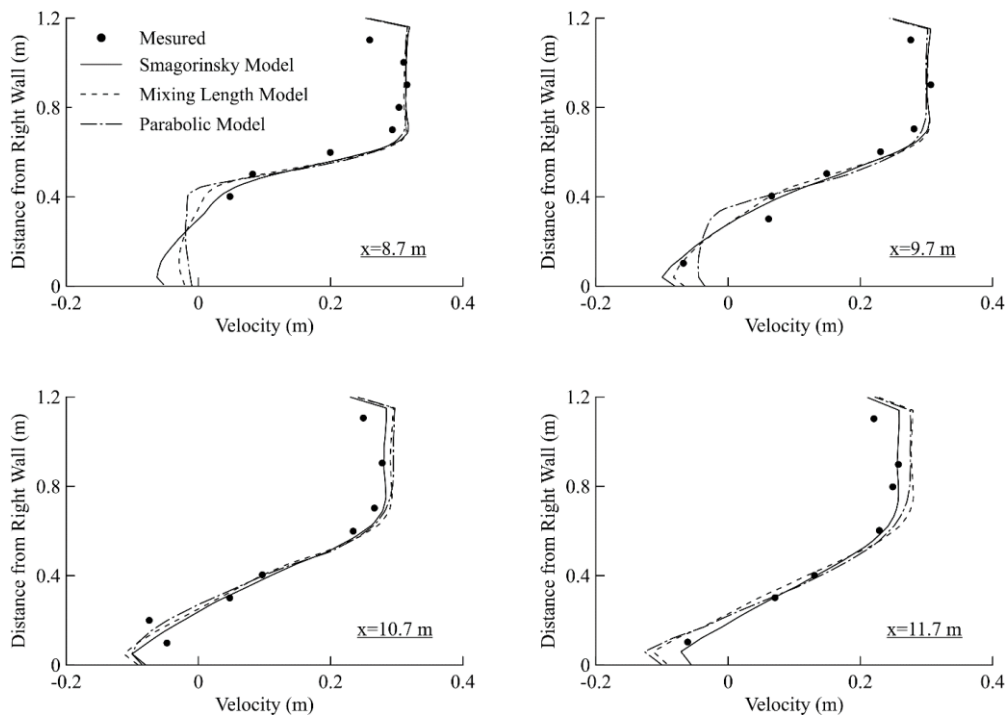 1.2
0.8
0.4
0
-0.2
0
0.2
0.4
Distance from Right Wall (m)
Velocity (m)
Mesured
Smagorinsky Model
Mixing Length Model
Parabolic Model
x=8.7 m
1.2
0.8
0.4
0
-0.2
0
0.2
0.4
Distance from Right Wall (m)
Velocity (m)
x=9.7 m
1.2
0.8
0.4
0
-0.2
0
0.2
0.4
Distance from Right Wall (m)
Velocity (m)
x=10.7 m
1.2
0.8
0.4
0
-0.2
0
0.2
0.4
Distance from Right Wall (m)
Velocity (m)
x=11.7 m